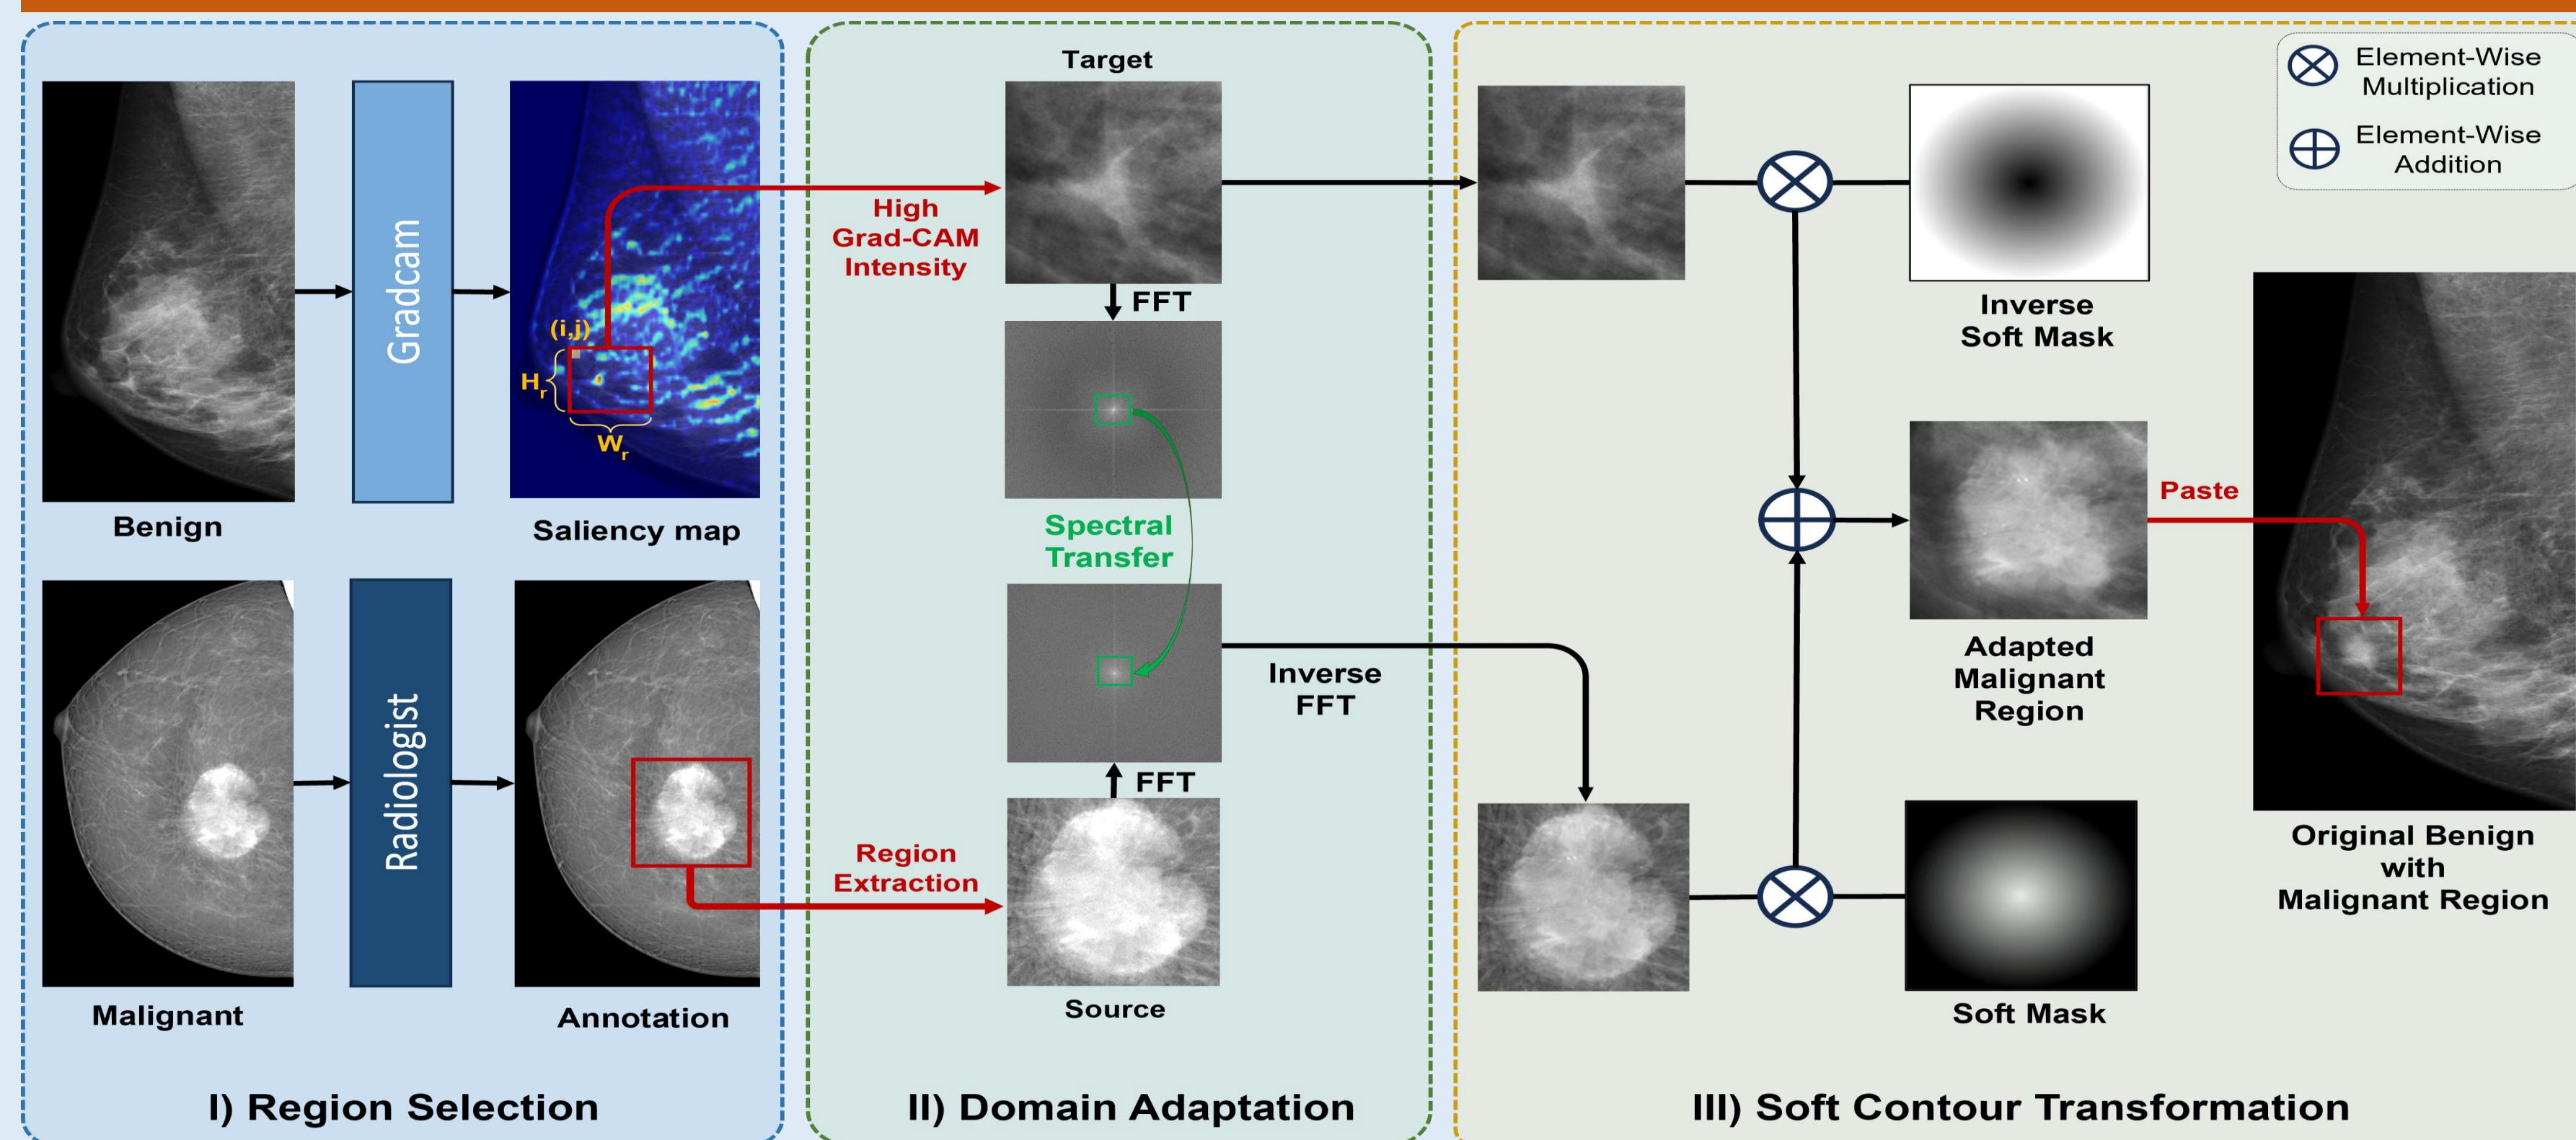 Benign
Gradcam
(i,j)
Hr
Wr
Saliency map
Malignant
Radiologist
Annotation
I) Region Selection
High
Grad-CAM
Intensity
Region
Extraction
Target
FFT
Spectral
Transfer
FFT
Source
Inverse
FFT
II) Domain Adaptation
Element-Wise
Multiplication
Element-Wise
Addition
Inverse
Soft Mask
Adapted
Malignant
Region
Paste
Soft Mask
Original Benign
with
Malignant Region
III) Soft Contour Transformation